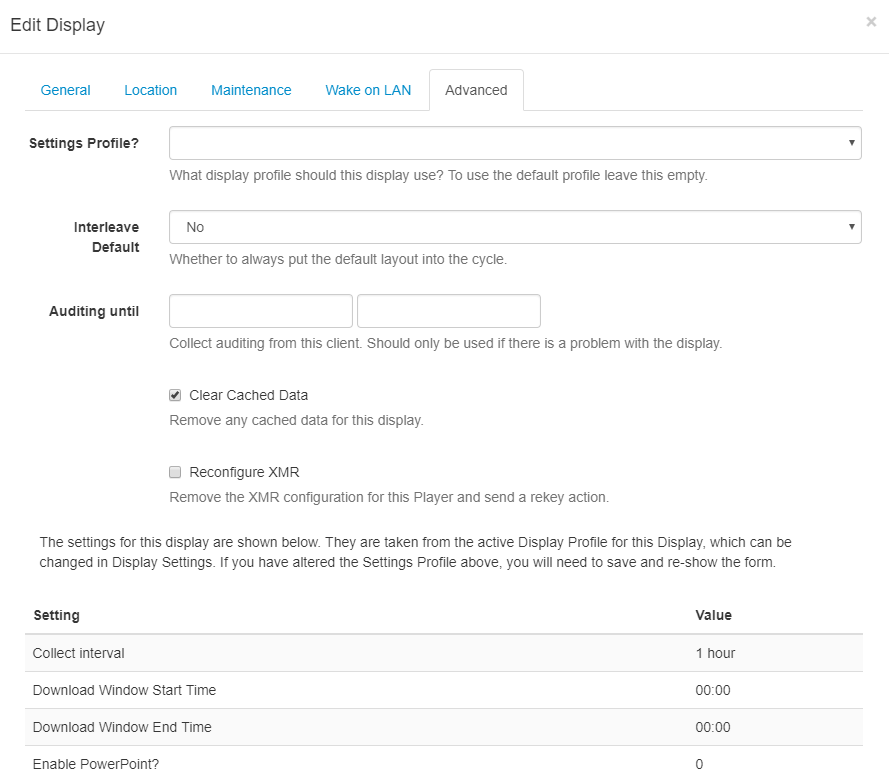 Edit Display
×
General Location Maintenance Wake on LAN Advanced
Settings Profile?
What display profile should this display use? To use the default profile leave this empty.
Interleave
Default
No
Whether to always put the default layout into the cycle.
Auditing until
Collect auditing from this client. Should only be used if there is a problem with the display.
Clear Cached Data
Remove any cached data for this display.
Reconfigure XMR
Remove the XMR configuration for this Player and send a rekey action.
The settings for this display are shown below. They are taken from the active Display Profile for this Display, which can be
changed in Display Settings. If you have altered the Settings Profile above, you will need to save and re-show the form.
Setting Value
Collect interval 1 hour
Download Window Start Time 00:00
Download Window End Time 00:00
Enable PowerPoint? 0